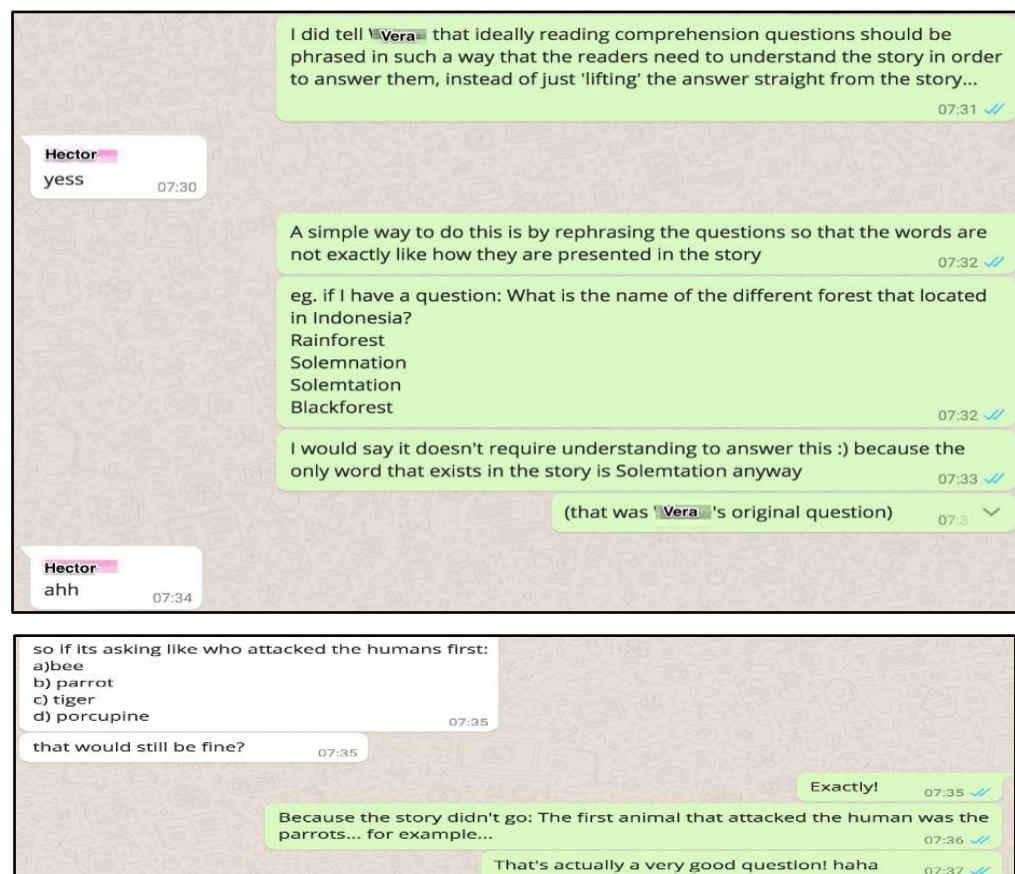 I did tell Vera that ideally reading comprehension questions should be
phrased in such a way that the readers need to understand the story in order
to answer them, instead of just 'lifting' the answer straight from the story...
07:31
Hector
yess
07:30
A simple way to do this is by rephrasing the questions so that the words are
not exactly like how they are presented in the story
07:32
eg. if I have a question: What is the name of the different forest that located
in Indonesia?
Rainforest
Solemnation
Solemtation
Blackforest
07:32
I would say it doesn't require understanding to answer this :) because the
only word that exists in the story is Solemtation anyway
07:33
(that was Vera 's original question)
Hector
ahh
07:34
so if its asking like who attacked the humans first:
a)bee
b) parrot
c) tiger
d) porcupine
07:35
that would still be fine?
07:35
Exactly!
07:35
Because the story didn't go: The first animal that attacked the human was the
parrots... for example...
07:36
That's actually a very good question! haha
07:37